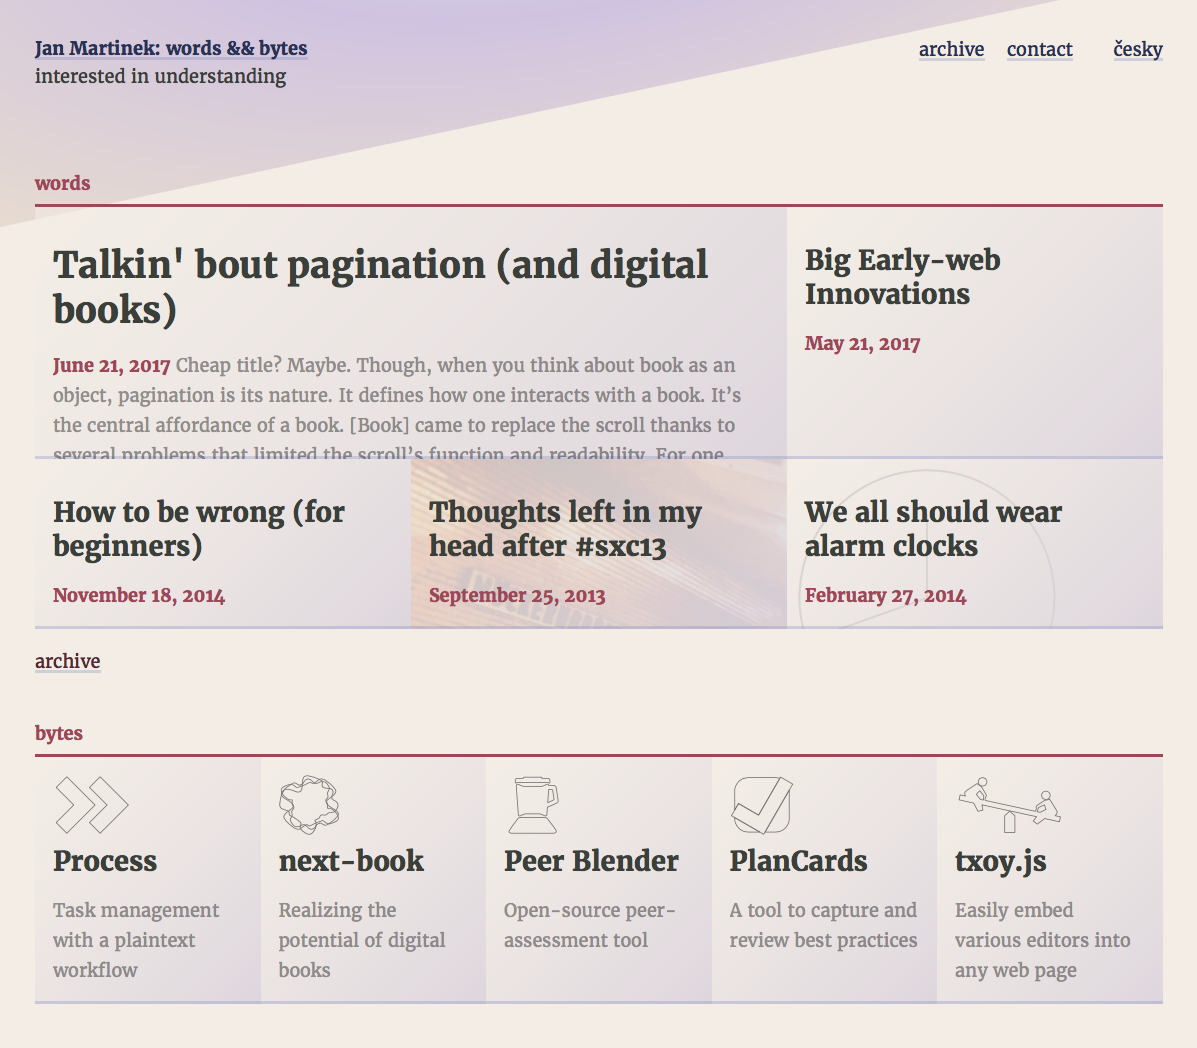 Jan Martinek: words && bytes
interested in understanding
archive contact česky
words
Talkin' bout pagination (and digital
books)
June 21, 2017 Cheap title? Maybe. Though, when you think about book as an
object, pagination is its nature. It defines how one interacts with a book. It’s
the central affordance of a book. [Book] came to replace the scroll thanks to
several problems that limited the scroll’s function and readability. For one
Big Early-web
Innovations
May 21, 2017
How to be wrong (for
beginners)
November 18, 2014
Thoughts left in my
head after #sxc13
September 25, 2013
We all should wear
alarm clocks
February 27, 2014
archive
bytes
Process
Task management
with a plaintext
workflow
next-book
Realizing the
potential of digital
books
Peer Blender
Open-source peer-
assessment tool
PlanCards
A tool to capture and
review best practices
txoy.js
Easily embed
various editors into
any web page